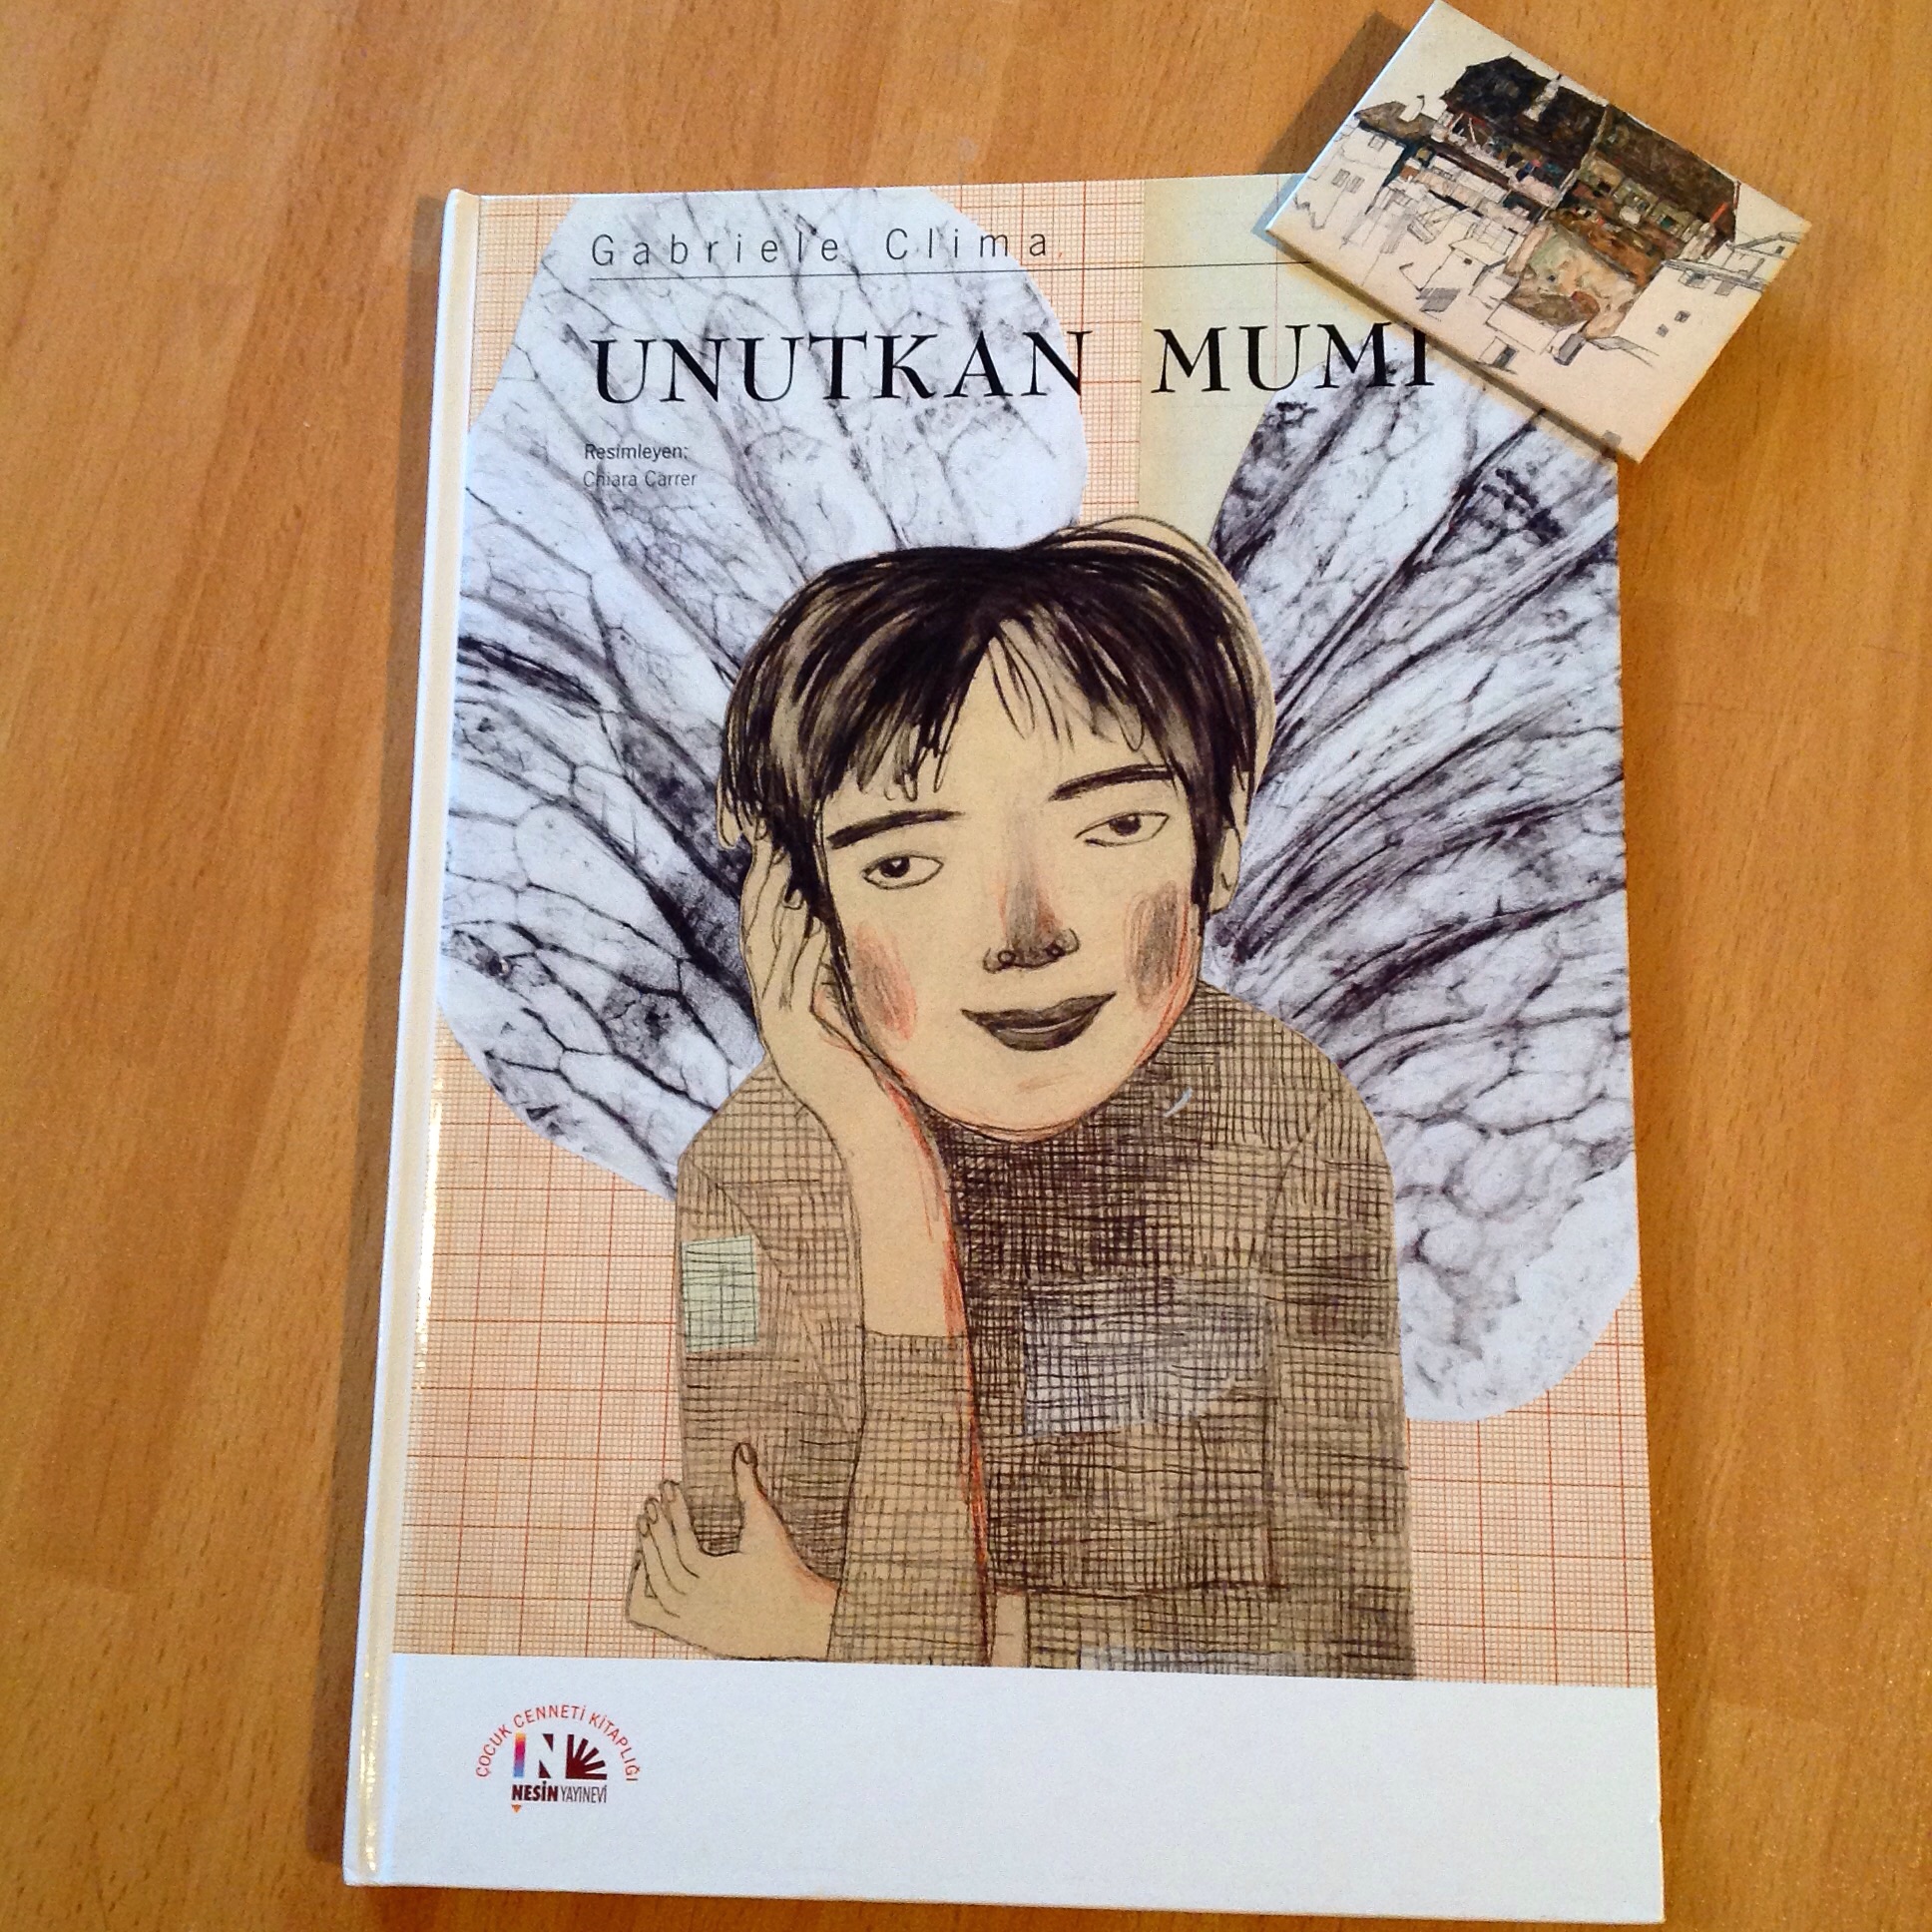 Gabriele Clima
UNUTKAN MUMI
Resimleyen:
Chiara Carrer
ÇOCUK CENNETİ KİTAPLIĞI
NESİN YAYINEVİ